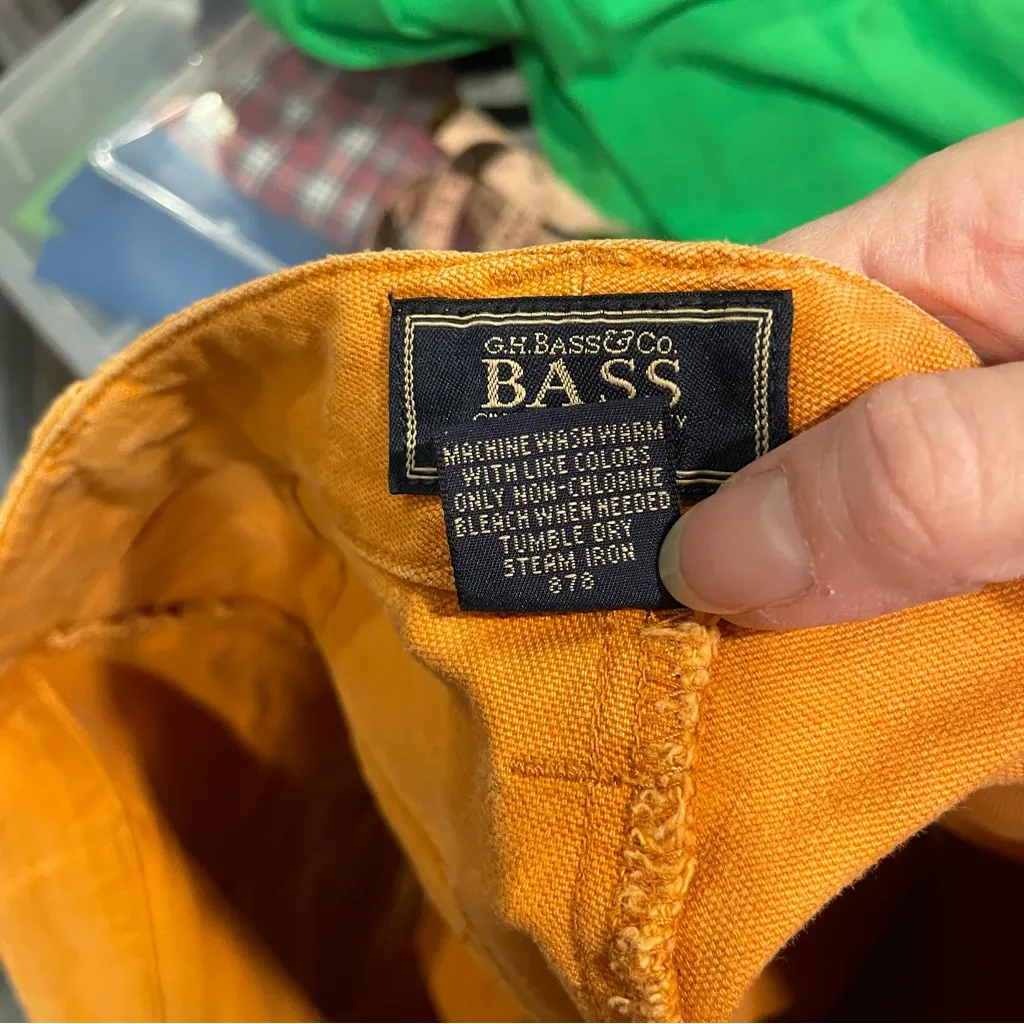 G.H.BASS&CO.
BASS
MACHINE WASH WARM
WITH LIKE COLORS
ONLY NON-CHLORINE
BLEACH WHEN NEEDED
TUMBLE DRY
STEAM IRON